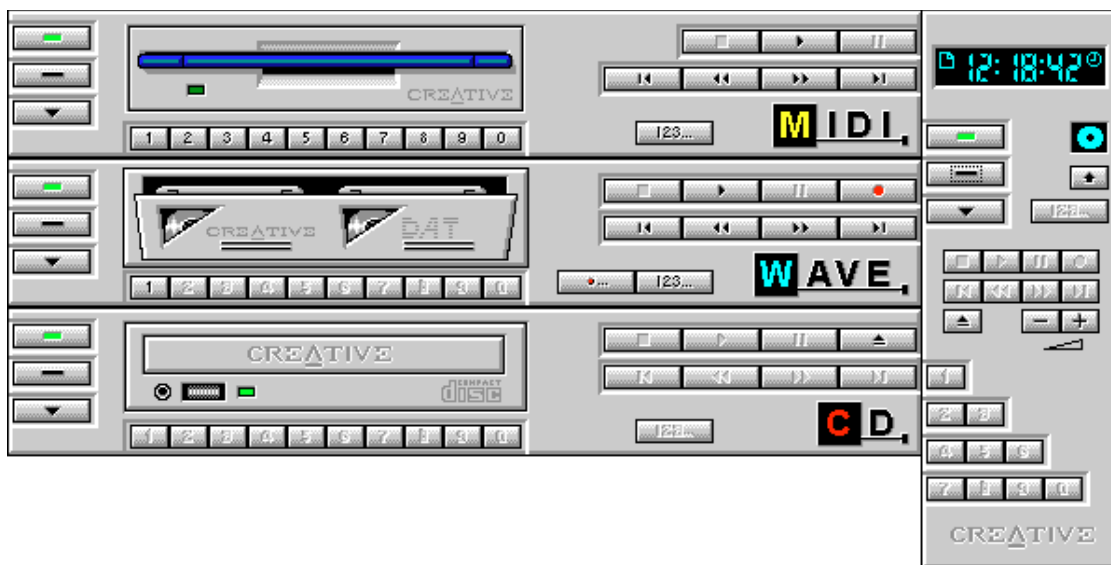 CREATIVE
1 2 3 4 5 6 7 8 9 0
123...
MIDI
CREATIVE
DAT
1 2 3 4 5 6 7 8 9 0
... 123...
WAVE
CREATIVE
COMPACT
disc
1 2 3 4 5 6 7 8 9 0
123...
CD
12:18:42
123...
1
2 3
4 5 6
7 8 9 0
CREATIVE